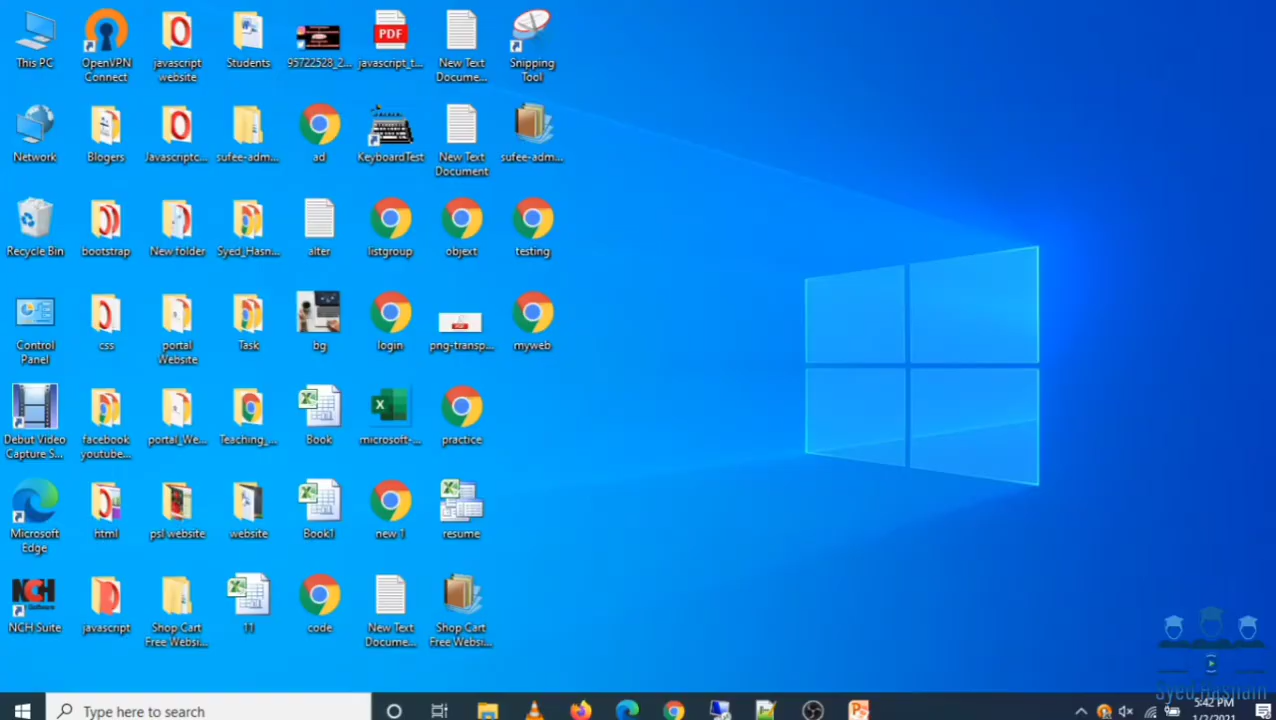 This PC
OpenVPN
Connect
javascript
website
Students
95722528_2...
PDF
javascript_t...
New Text
Docume...
Snipping
Tool
Network
Blogers
Javascriptc...
sufee-adm...
ad
KeyboardTest
New Text
Document
sufee-adm...
Recycle Bin
bootstrap
New folder
Syed_Hasn...
alter
listgroup
objext
testing
Control
Panel
css
portal
Website
Task
bg
login
png-transp...
myweb
Debut Video
Capture S...
facebook
youtube...
portal_We...
Teaching_...
Book
microsoft-...
practice
Microsoft
Edge
html
psl website
website
Book1
new 1
resume
NCH
NCH Suite
javascript
Shop Cart
Free Websi...
11
code
New Text
Docume...
Shop Cart
Free Websi...
Syed Hasnain
Type here to search
5:42 PM
1/2/2021